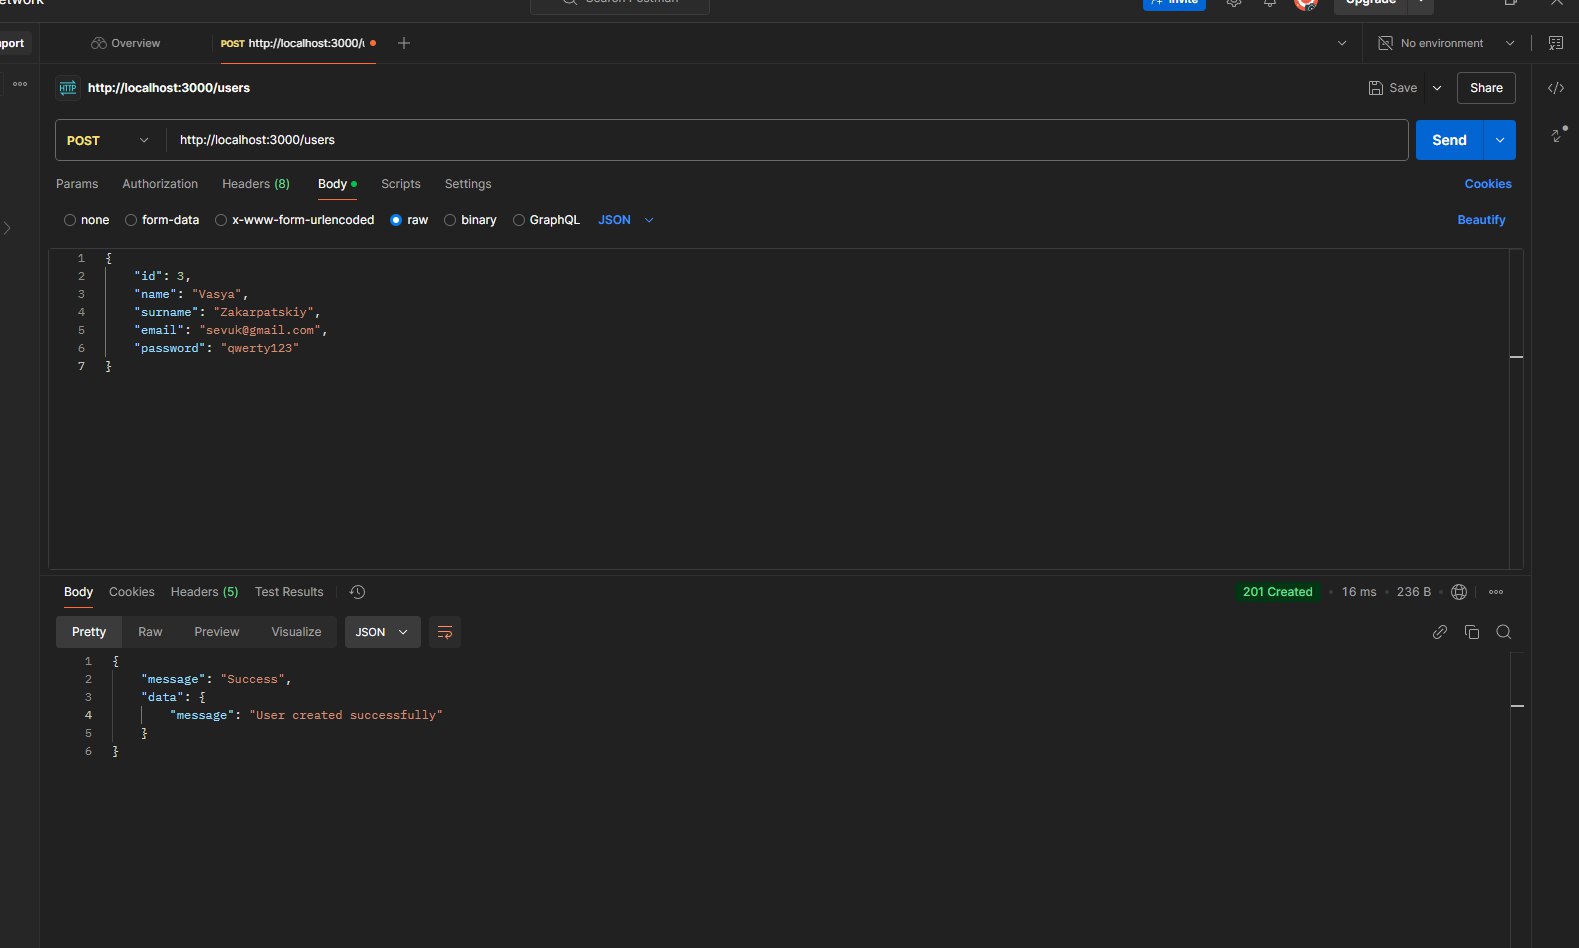 etwork
Search Postman
Invite
Upgrade
port
Overview
POST http://localhost:3000/u
No environment
HTTP
http://localhost:3000/users
Save
Share
POST
http://localhost:3000/users
Send
Params
Authorization
Headers (8)
Body
Scripts
Settings
Cookies
none
form-data
x-www-form-urlencoded
raw
binary
GraphQL
JSON
Beautify
1 {
2 "id": 3,
3 "name": "Vasya",
4 "surname": "Zakarpatskiy",
5 "email": "sevuk@gmail.com",
6 "password": "qwerty123"
7 }
Body
Cookies
Headers (5)
Test Results
201 Created
16 ms
236 B
Pretty
Raw
Preview
Visualize
JSON
1 {
2 "message": "Success",
3 "data": {
4 "message": "User created successfully"
5 }
6 }